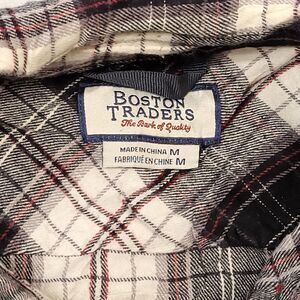 BOSTON
TRADERS
The Mark of Quality
MADE IN CHINA M
FABRIQUÉ EN CHINE M